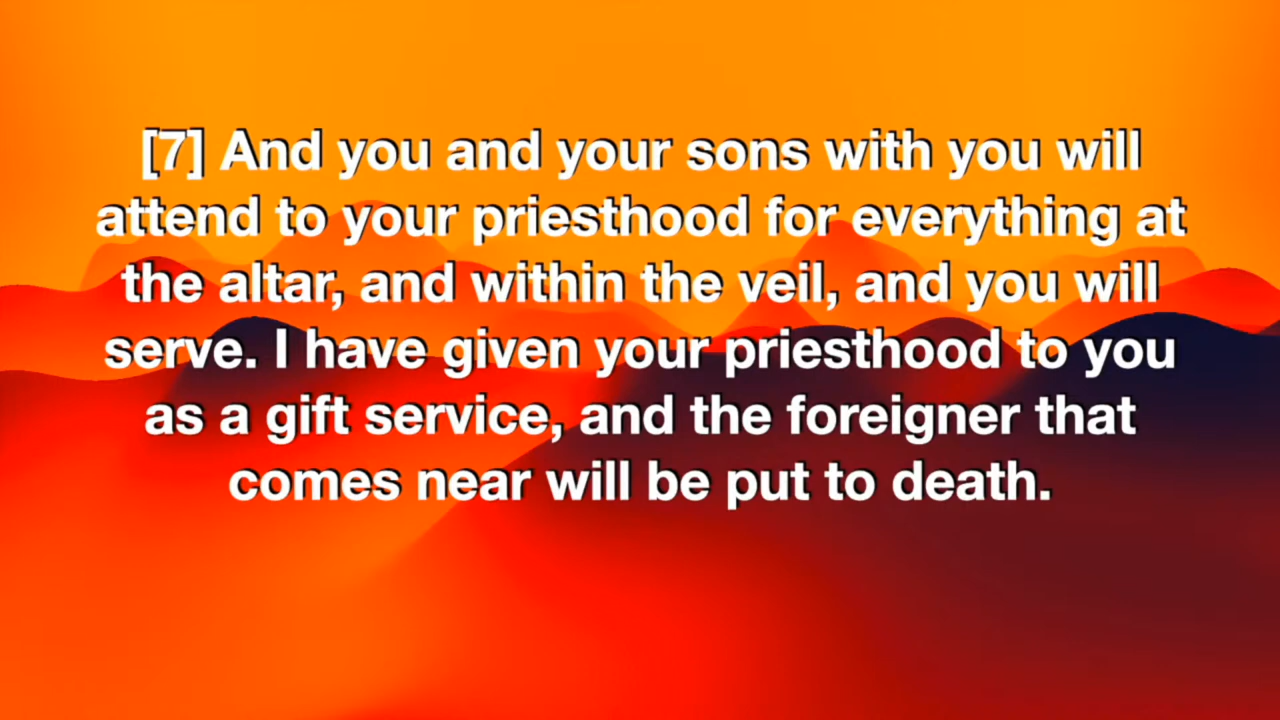 [7] And you and your sons with you will
attend to your priesthood for everything at
the altar, and within the veil, and you will
serve. I have given your priesthood to you
as a gift service, and the foreigner that
comes near will be put to death.